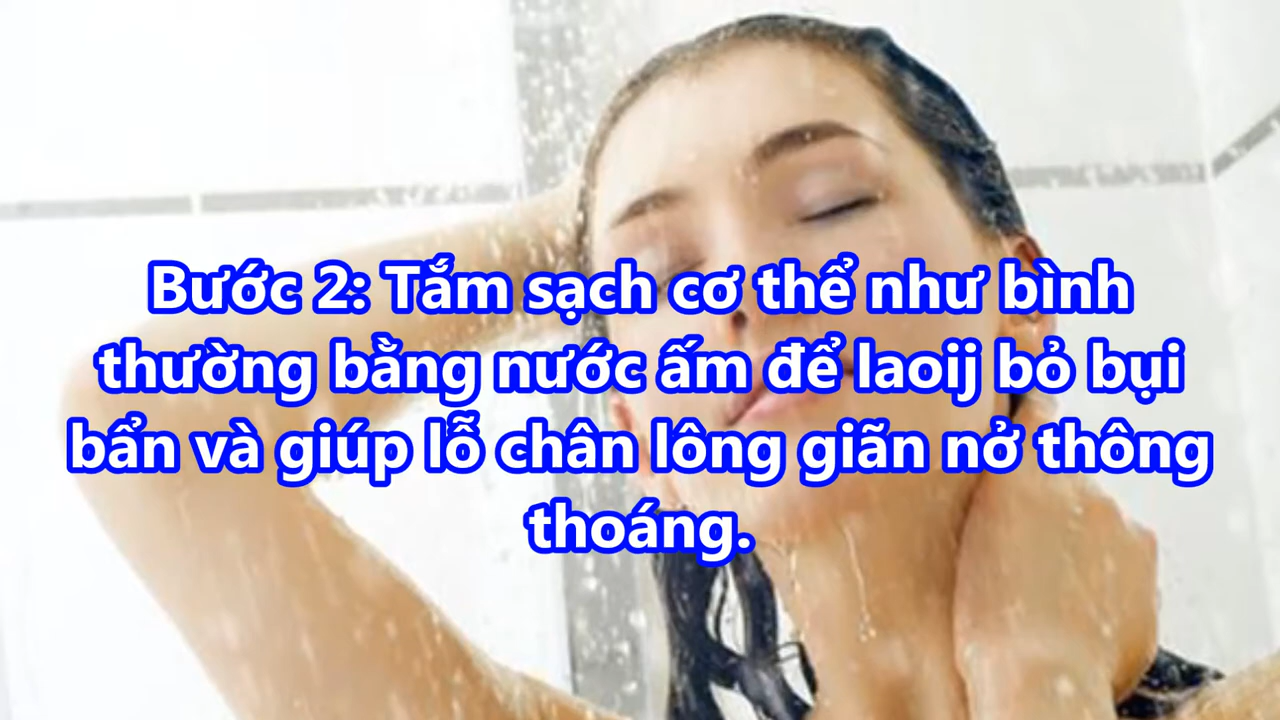 Bước 2: Tắm sạch cơ thể như bình
thường bằng nước ấm để laoij bỏ bụi
bẩn và giúp lỗ chân lông giãn nở thông
thoáng.